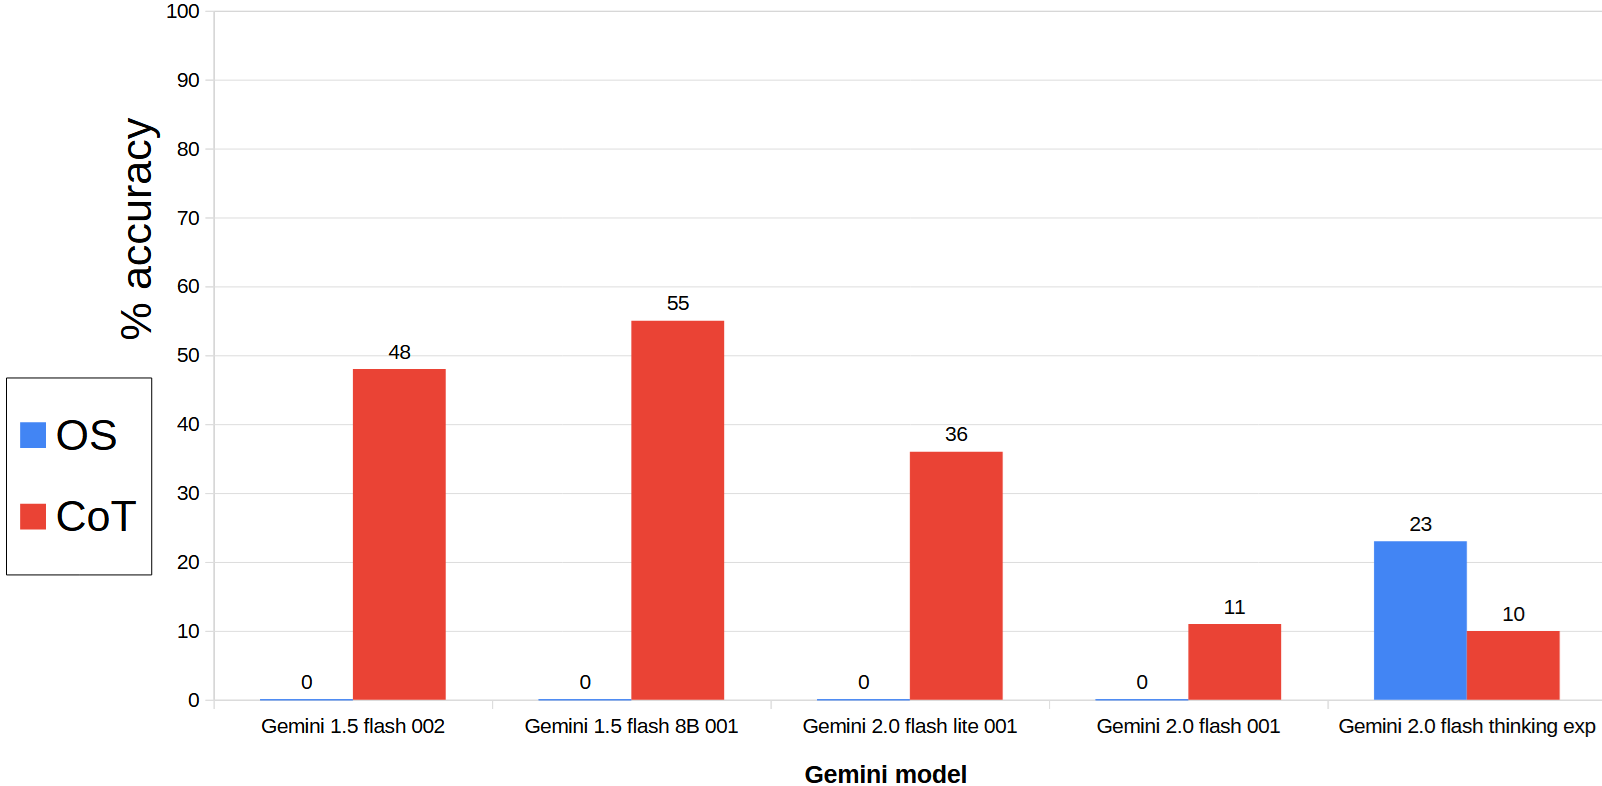 100
90
80
70
60
50
40
30
20
10
0
% accuracy
OS
CoT
0
48
0
55
0
36
0
11
23
10
Gemini 1.5 flash 002
Gemini 1.5 flash 8B 001
Gemini 2.0 flash lite 001
Gemini 2.0 flash 001
Gemini 2.0 flash thinking exp
Gemini model